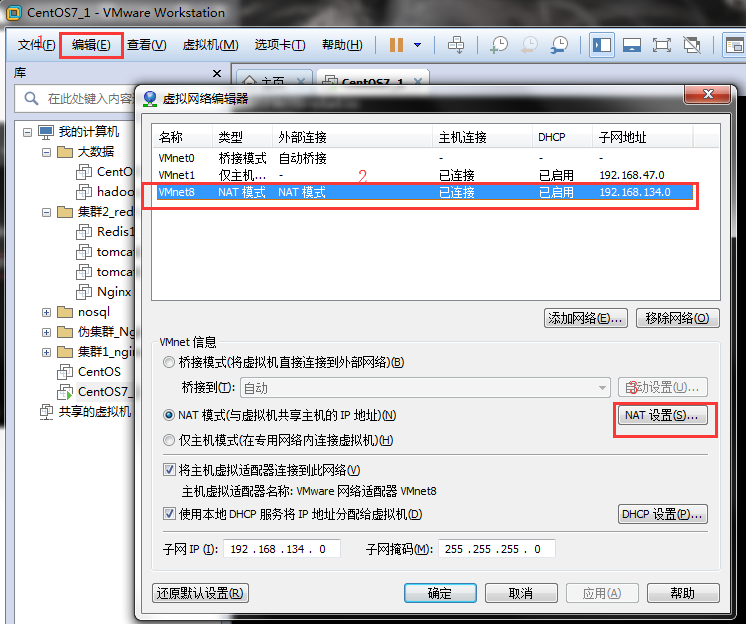 CentOS7_1 - VMware Workstation
文件(F) 编辑(E) 查看(V) 虚拟机(M) 选项卡(T) 帮助(H)
1
库
主页
CentOS7_1
在此处键入内容
我的计算机
大数据
CentO
hadoo
集群2_red
Redis1
tomca
tomca
Nginx
nosql
伪集群_Ng
集群1_ngin
CentOS
CentOS7_
共享的虚拟机
虚拟网络编辑器
名称 类型 外部连接 主机连接 DHCP 子网地址
VMnet0 桥接模式 自动桥接 - - -
VMnet1 仅主机... - 已连接 已启用 192.168.47.0
2
VMnet8 NAT 模式 NAT 模式 已连接 已启用 192.168.134.0
添加网络(E)... 移除网络(O)
VMnet 信息
桥接模式(将虚拟机直接连接到外部网络)(B)
桥接到(T): 自动 自动设置(U)...
3
NAT 模式(与虚拟机共享主机的 IP 地址)(N) NAT 设置(S)...
仅主机模式(在专用网络内连接虚拟机)(H)
将主机虚拟适配器连接到此网络(V)
主机虚拟适配器名称: VMware 网络适配器 VMnet8
使用本地 DHCP 服务将 IP 地址分配给虚拟机(D) DHCP 设置(P)...
子网 IP (I): 192 . 168 . 134 . 0 子网掩码(M): 255 . 255 . 255 . 0
还原默认设置(R) 确定 取消 应用(A) 帮助